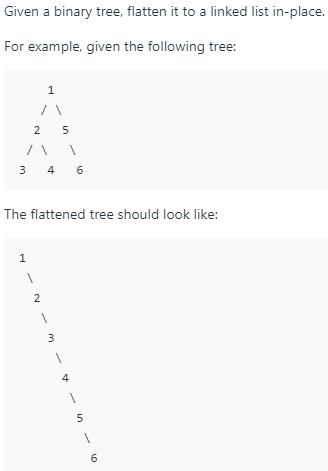 Given a binary tree, flatten it to a linked list in-place.
For example, given the following tree:
1
/ \
2 5
/ \ \
3 4 6
The flattened tree should look like:
1
\
2
\
3
\
4
\
5
\
6